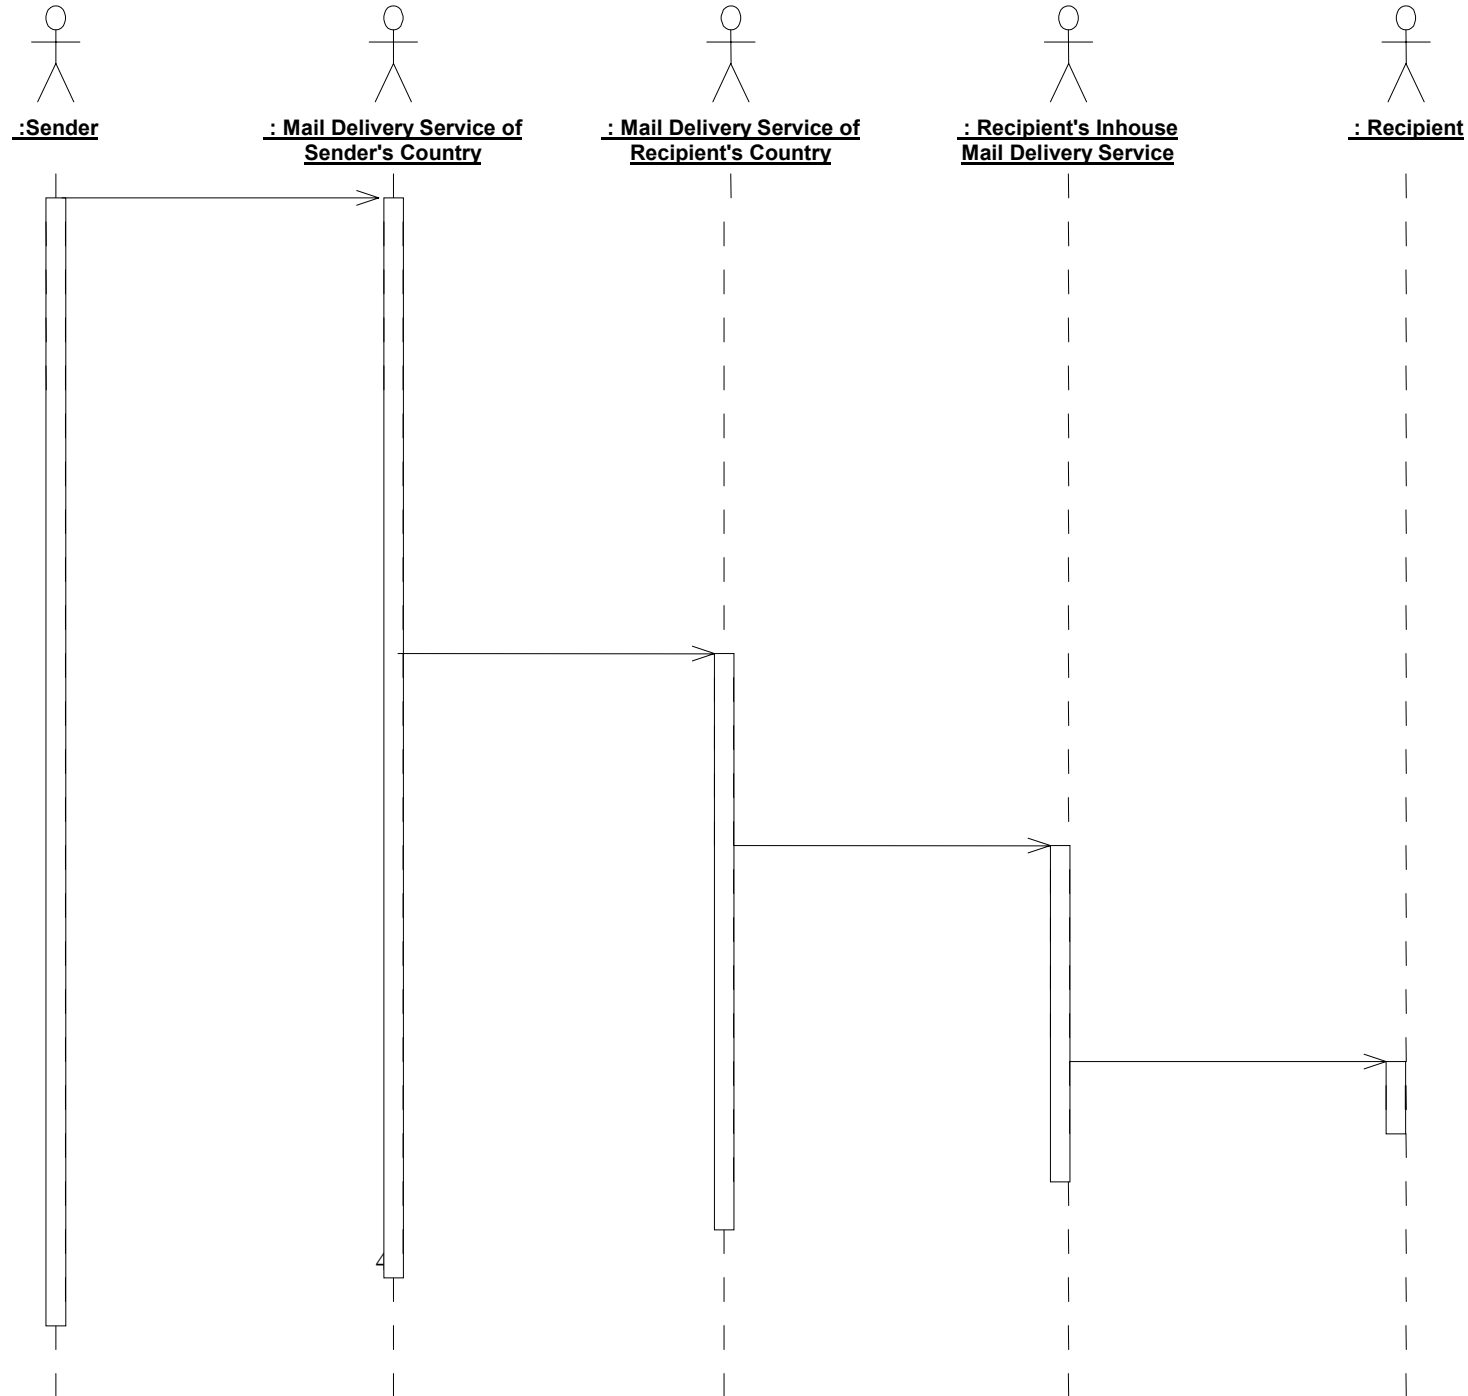 :Sender
: Mail Delivery Service of
Sender's Country
: Mail Delivery Service of
Recipient's Country
: Recipient's Inhouse
Mail Delivery Service
: Recipient